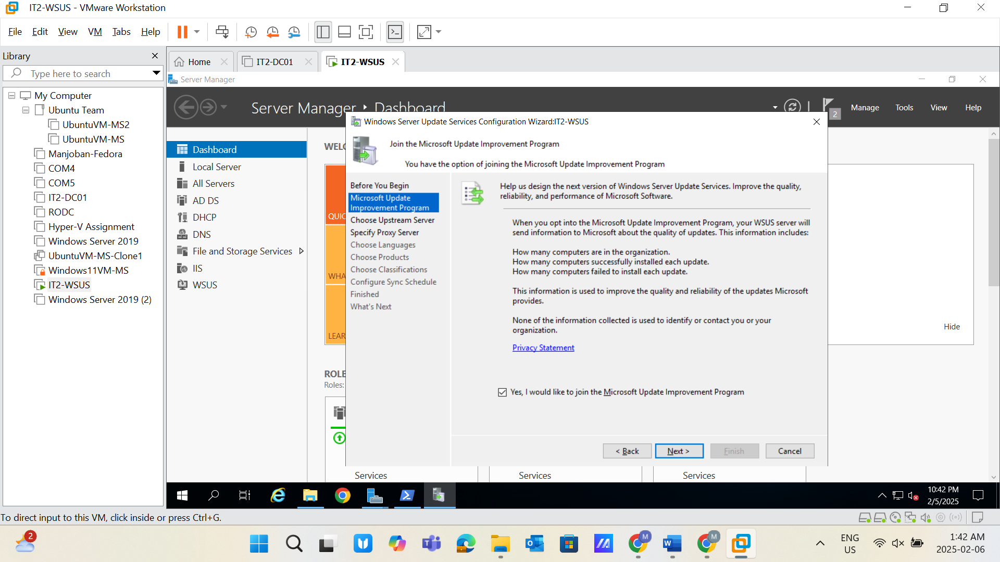 IT2-WSUS - VMware Workstation
File Edit View VM Tabs Help
Library
Type here to search
My Computer
Ubuntu Team
UbuntuVM-MS2
UbuntuVM-MS
Manjoban-Fedora
COM4
COM5
IT2-DC01
RODC
Hyper-V Assignment
Windows Server 2019
UbuntuVM-MS-Clone1
Windows11VM-MS
IT2-WSUS
Windows Server 2019 (2)
Home
IT2-DC01
IT2-WSUS
Server Manager
Server Manager
Dashboard
2
Manage
Tools
View
Help
Dashboard
Local Server
All Servers
AD DS
DHCP
DNS
File and Storage Services
IIS
WSUS
WELC
QUIC
WHA
LEAR
Hide
ROLE
Roles:
Services
Services
Services
Windows Server Update Services Configuration Wizard:IT2-WSUS
Join the Microsoft Update Improvement Program
You have the option of joining the Microsoft Update Improvement Program
Before You Begin
Microsoft Update
Improvement Program
Choose Upstream Server
Specify Proxy Server
Choose Languages
Choose Products
Choose Classifications
Configure Sync Schedule
Finished
What's Next
Help us design the next version of Windows Server Update Services. Improve the quality,
reliability, and performance of Microsoft Software.
When you opt into the Microsoft Update Improvement Program, your WSUS server will
send information to Microsoft about the quality of updates. This information includes:
How many computers are in the organization.
How many computers successfully installed each update.
How many computers failed to install each update.
This information is used to improve the quality and reliability of the updates Microsoft
provides.
None of the information collected is used to identify or contact you or your
organization.
Privacy Statement
Yes, I would like to join the Microsoft Update Improvement Program
< Back
Next >
Finish
Cancel
10:42 PM
2/5/2025
To direct input to this VM, click inside or press Ctrl+G.
2
M
M
ENG
US
1:42 AM
2025-02-06